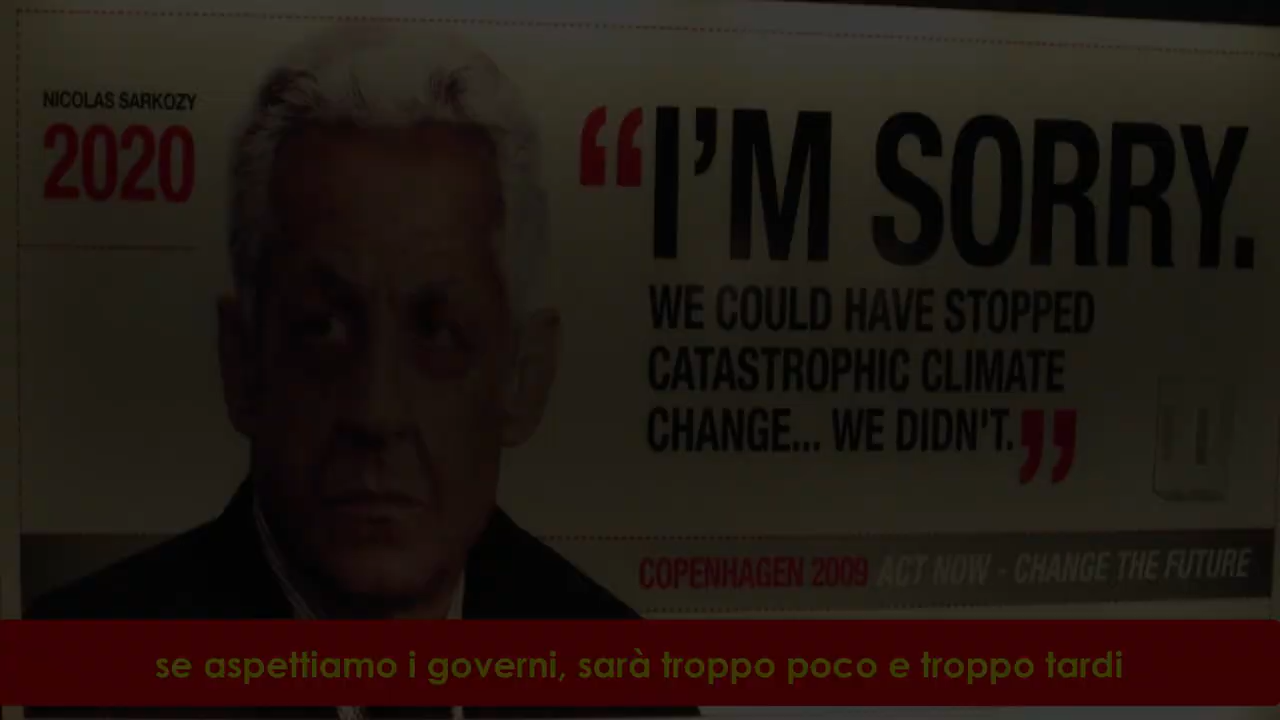 NICOLAS SARKOZY
2020
“I'M SORRY.
WE COULD HAVE STOPPED
CATASTROPHIC CLIMATE
CHANGE... WE DIDN'T.”
COPENHAGEN 2009 ACT NOW - CHANGE THE FUTURE
se aspettiamo i governi, sarà troppo poco e troppo tardi